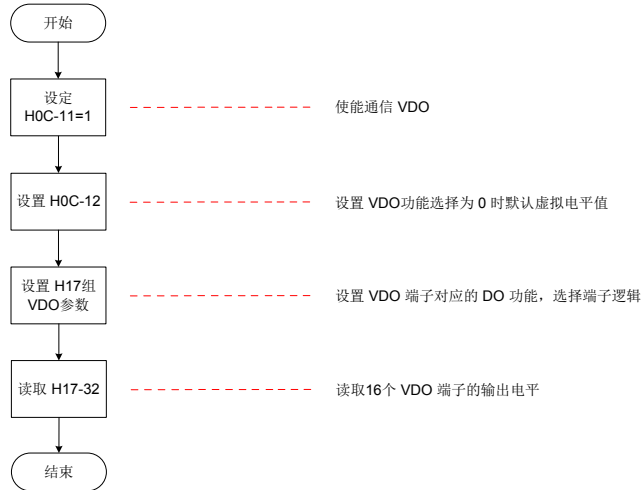 开始
设定
H0C-11=1
使能通信 VDO
设置 H0C-12
设置 VDO功能选择为 0 时默认虚拟电平值
设置 H17组
VDO参数
设置 VDO 端子对应的 DO 功能，选择端子逻辑
读取 H17-32
读取16个 VDO 端子的输出电平
结束